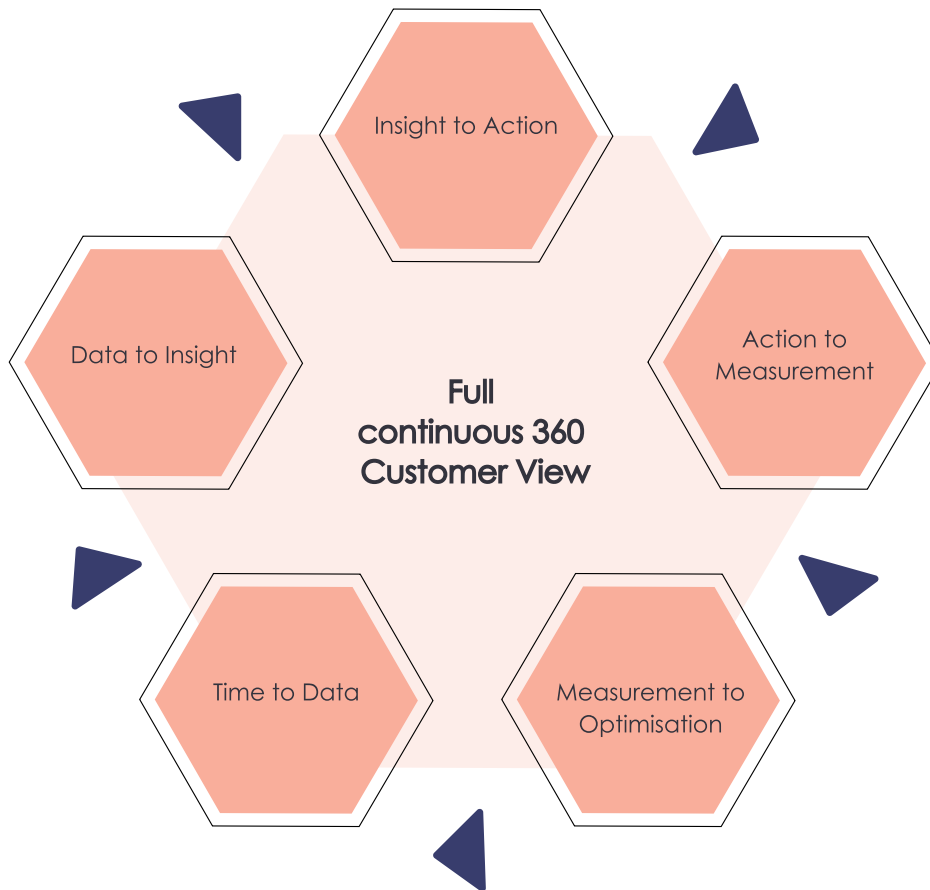 Insight to Action
Data to Insight
Action to
Measurement
Full
continuous 360
Customer View
Time to Data
Measurement to
Optimisation